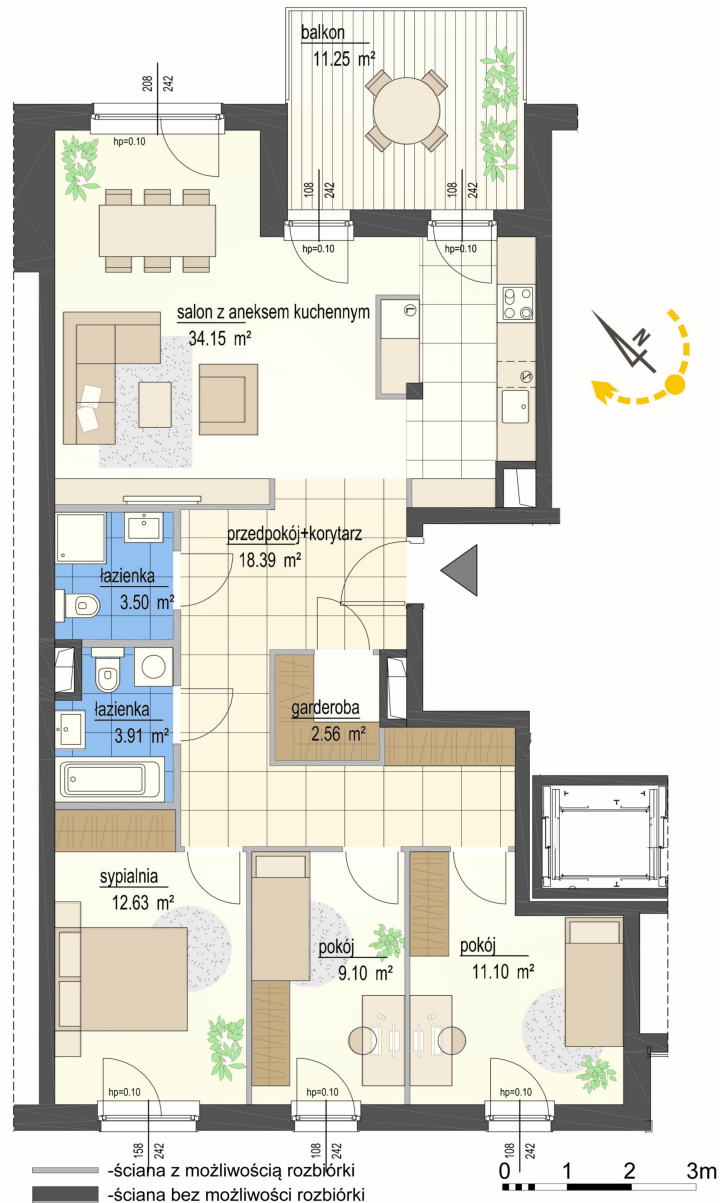 balkon
11.25 m²
208
242
hp=0.10
108
242
hp=0.10
108
242
hp=0.10
salon z aneksem kuchennym
34.15 m²
L
Z
N
przedpokój+korytarz
18.39 m²
łazienka
3.50 m²
łazienka
3.91 m²
garderoba
2.56 m²
sypialnia
12.63 m²
pokój
9.10 m²
pokój
11.10 m²
hp=0.10
hp=0.10
hp=0.10
158
242
108
242
108
242
-ściana z możliwością rozbiórki
-ściana bez możliwości rozbiórki
0 1 2 3m